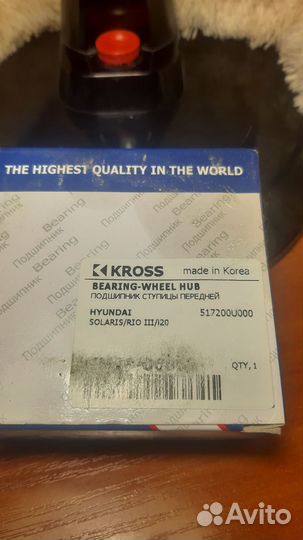 THE HIGHEST QUALITY IN THE WORLD
Bearing
Подшипник
Bearing
Подшипник
Bearing
Подшипник
KROSS made in Korea
BEARING-WHEEL HUB
ПОДШИПНИК СТУПИЦЫ ПЕРЕДНЕЙ
HYUNDAI 517200U000
SOLARIS/RIO III/i20
QTY, 1
Avito